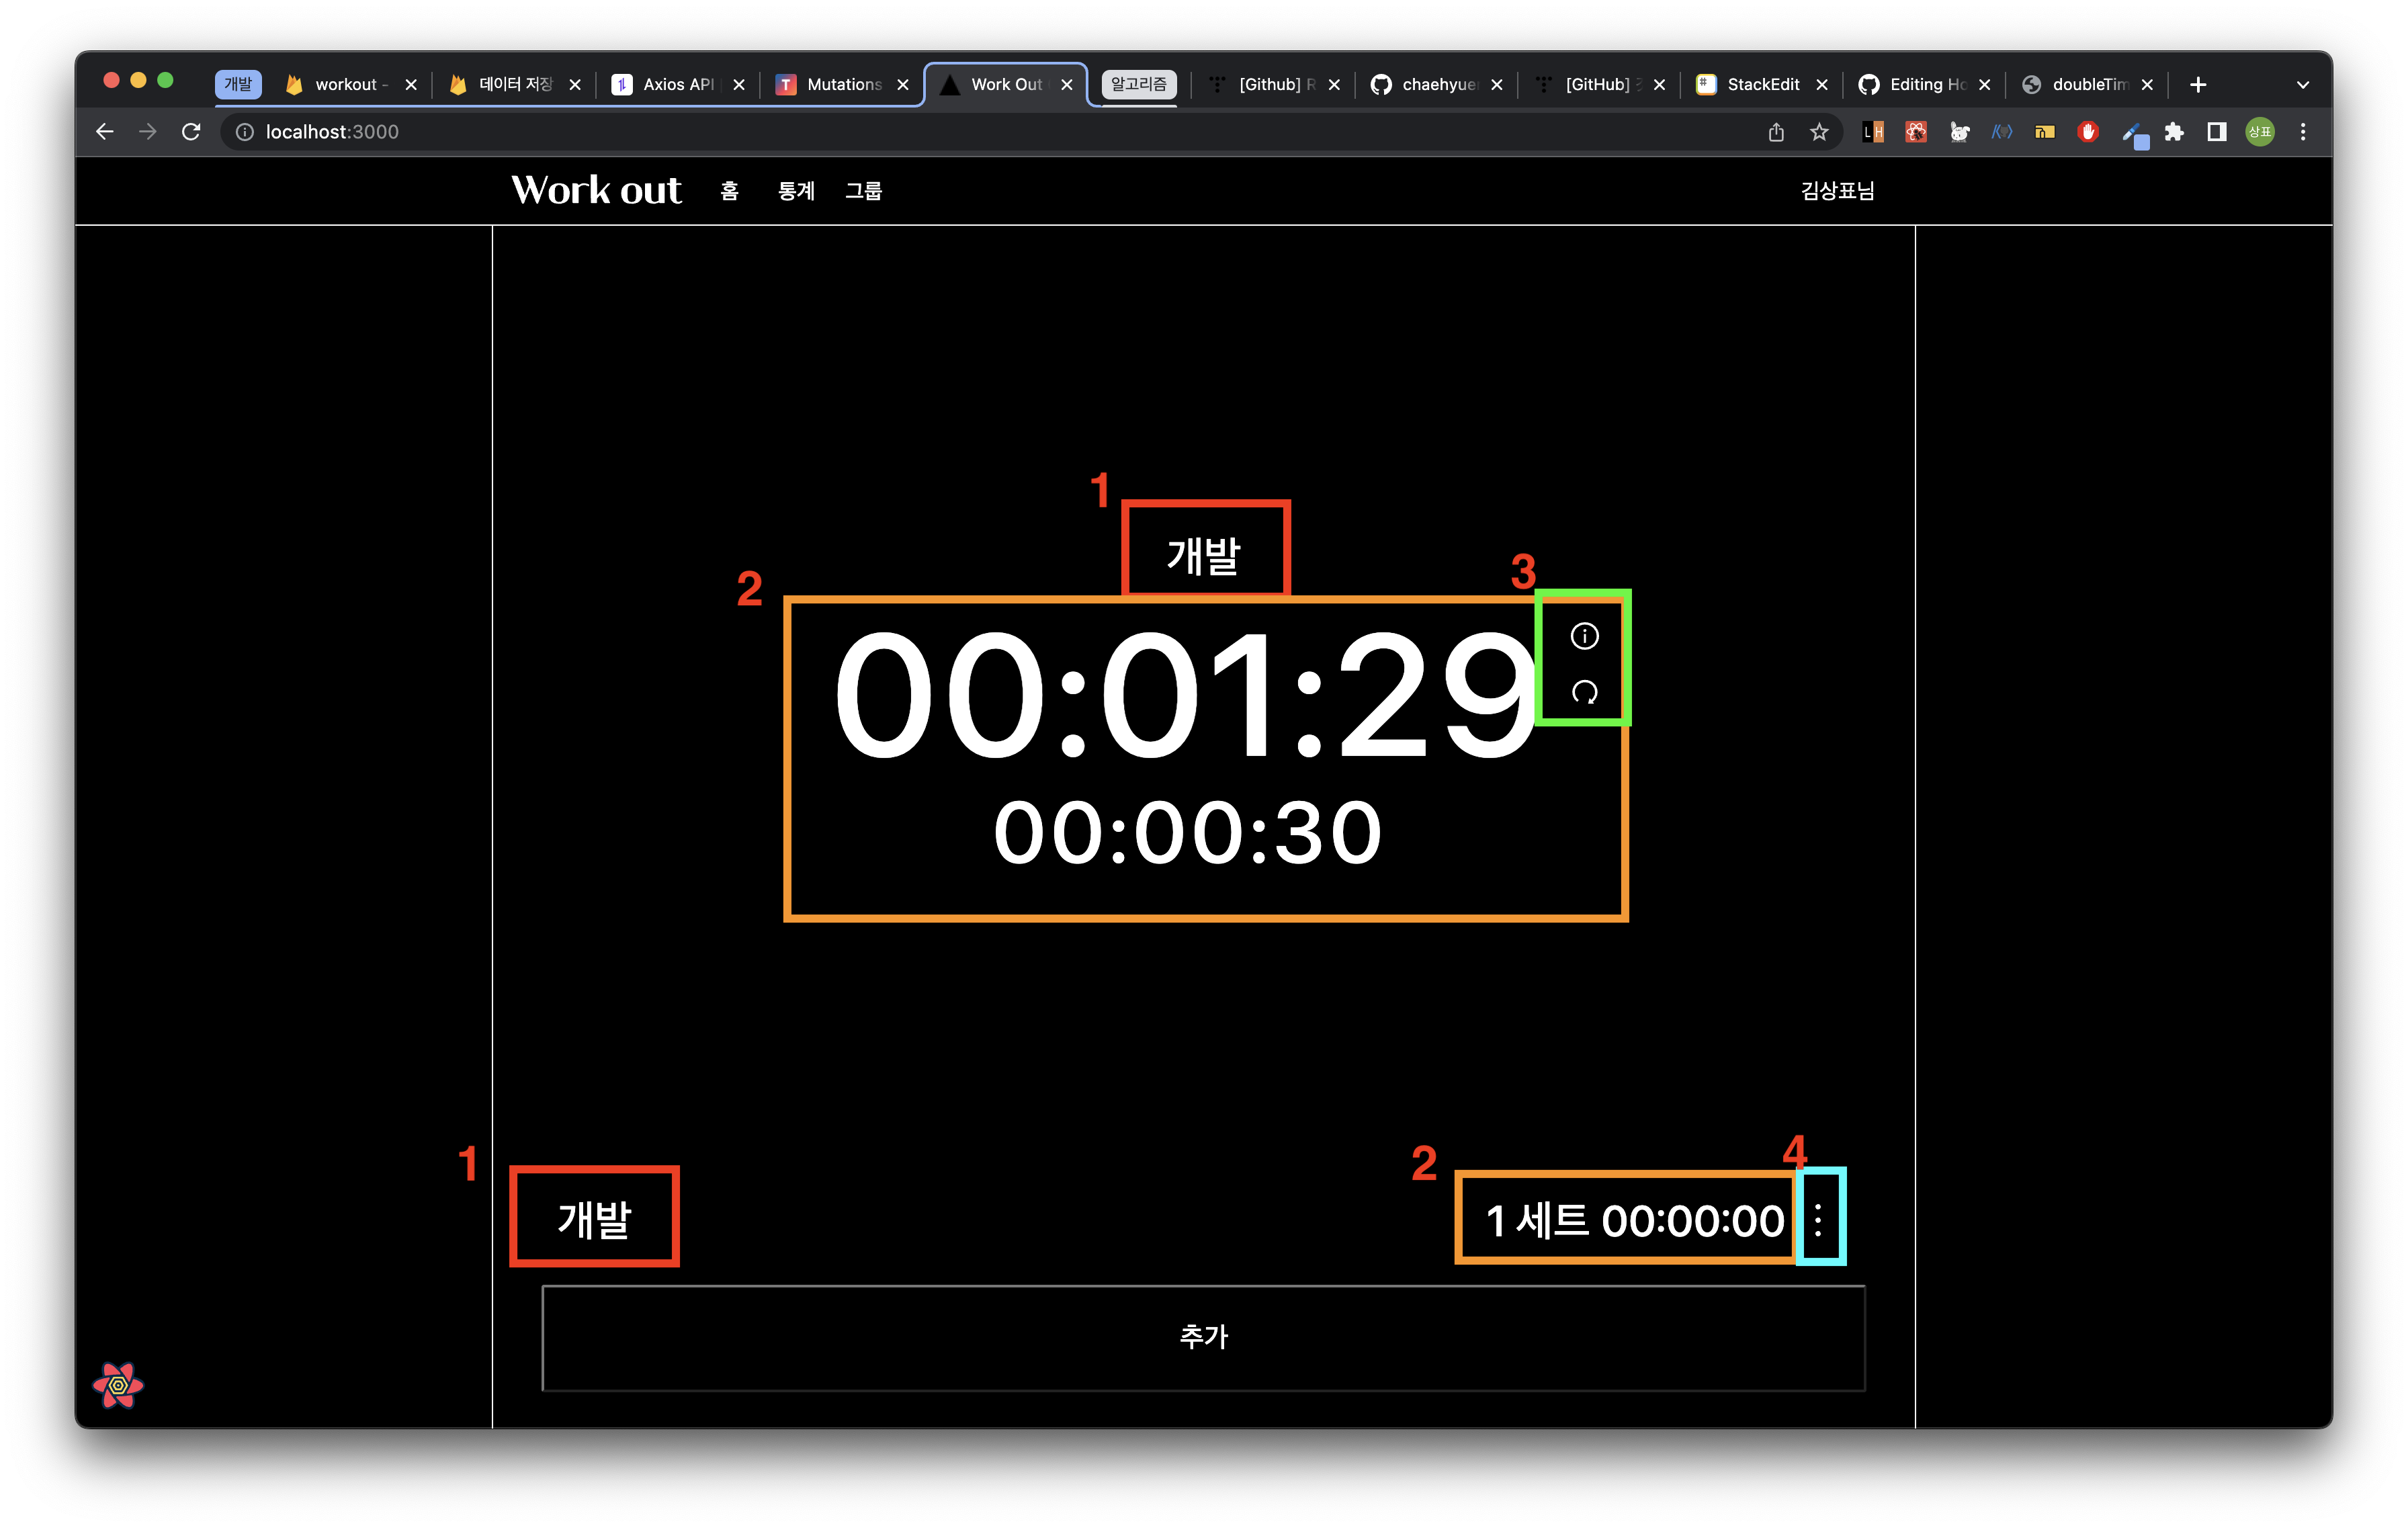 개발 workout - 데이터 저장 Axios API Mutations Work Out 알고리즘 [Github] R chaehyue [GitHub] StackEdit Editing Ho doubleTim
localhost:3000 LH 상표
Work out 홈 통계 그룹 김상표님
1
개발
3
2
00:01:29
00:00:30
1 2 4
개발 1 세트 00:00:00
추가